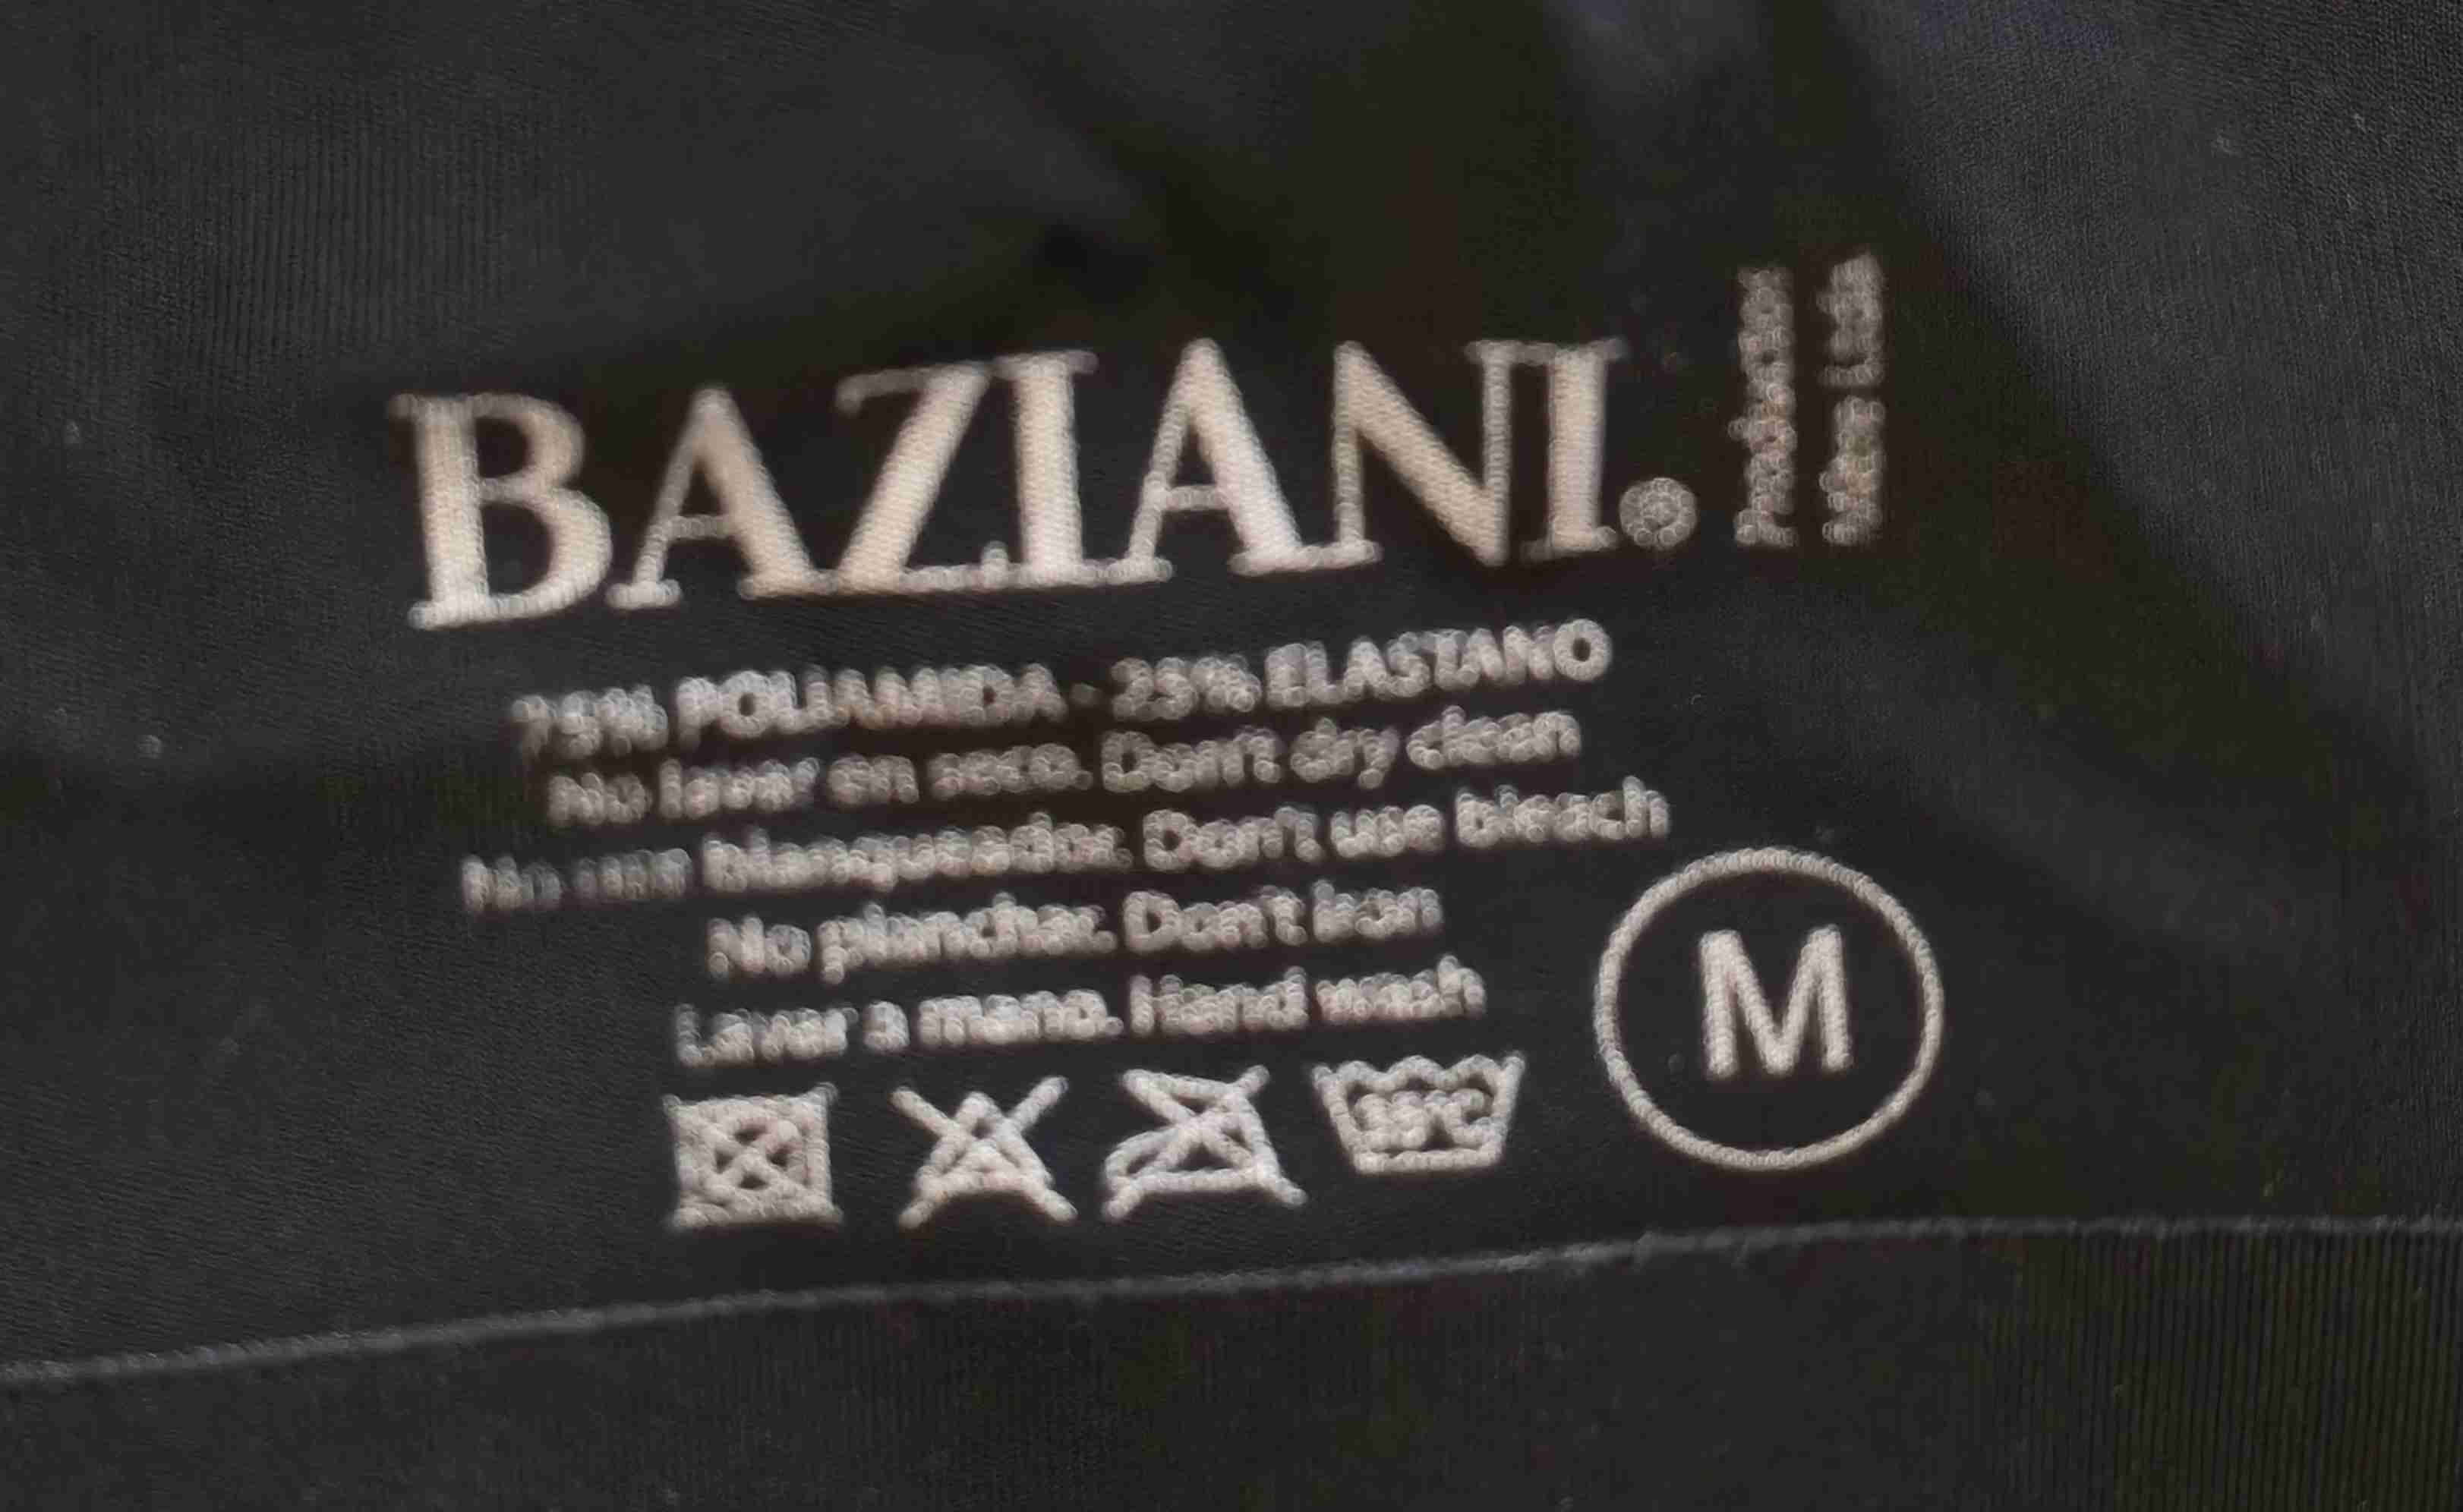 BAZIANI.®
75% POLIAMIDA - 25% ELASTANO
No lavar en seco. Don't dry clean
No use blanqueador. Don't use bleach
No planchar. Don't Iron
Lavar a mano. Hand wash
M